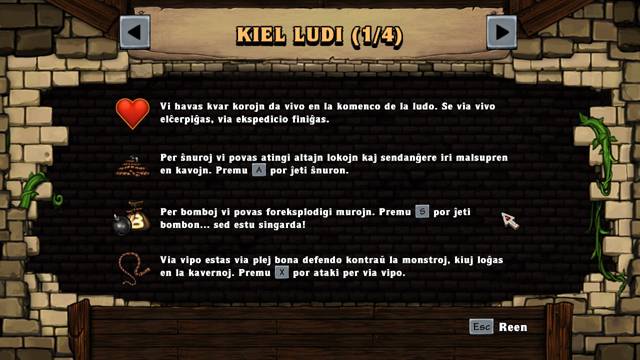 KIEL LUDI (1/4)
Vi havas kvar korojn da vivo en la komenco de la ludo. Se via vivo
elĉerpiĝas, via ekspedicio finiĝas.
Per ŝnuroj vi povas atingi altajn lokojn kaj sendanĝere iri malsupren
en kavojn. Premu A por ĵeti ŝnuron.
Per bomboj vi povas foreksplodigi murojn. Premu S por ĵeti
bombon... sed estu singarda!
Via vipo estas via plej bona defendo kontraŭ la monstroj, kiuj loĝas
en la kavernoj. Premu X por ataki per via vipo.
Esc Reen